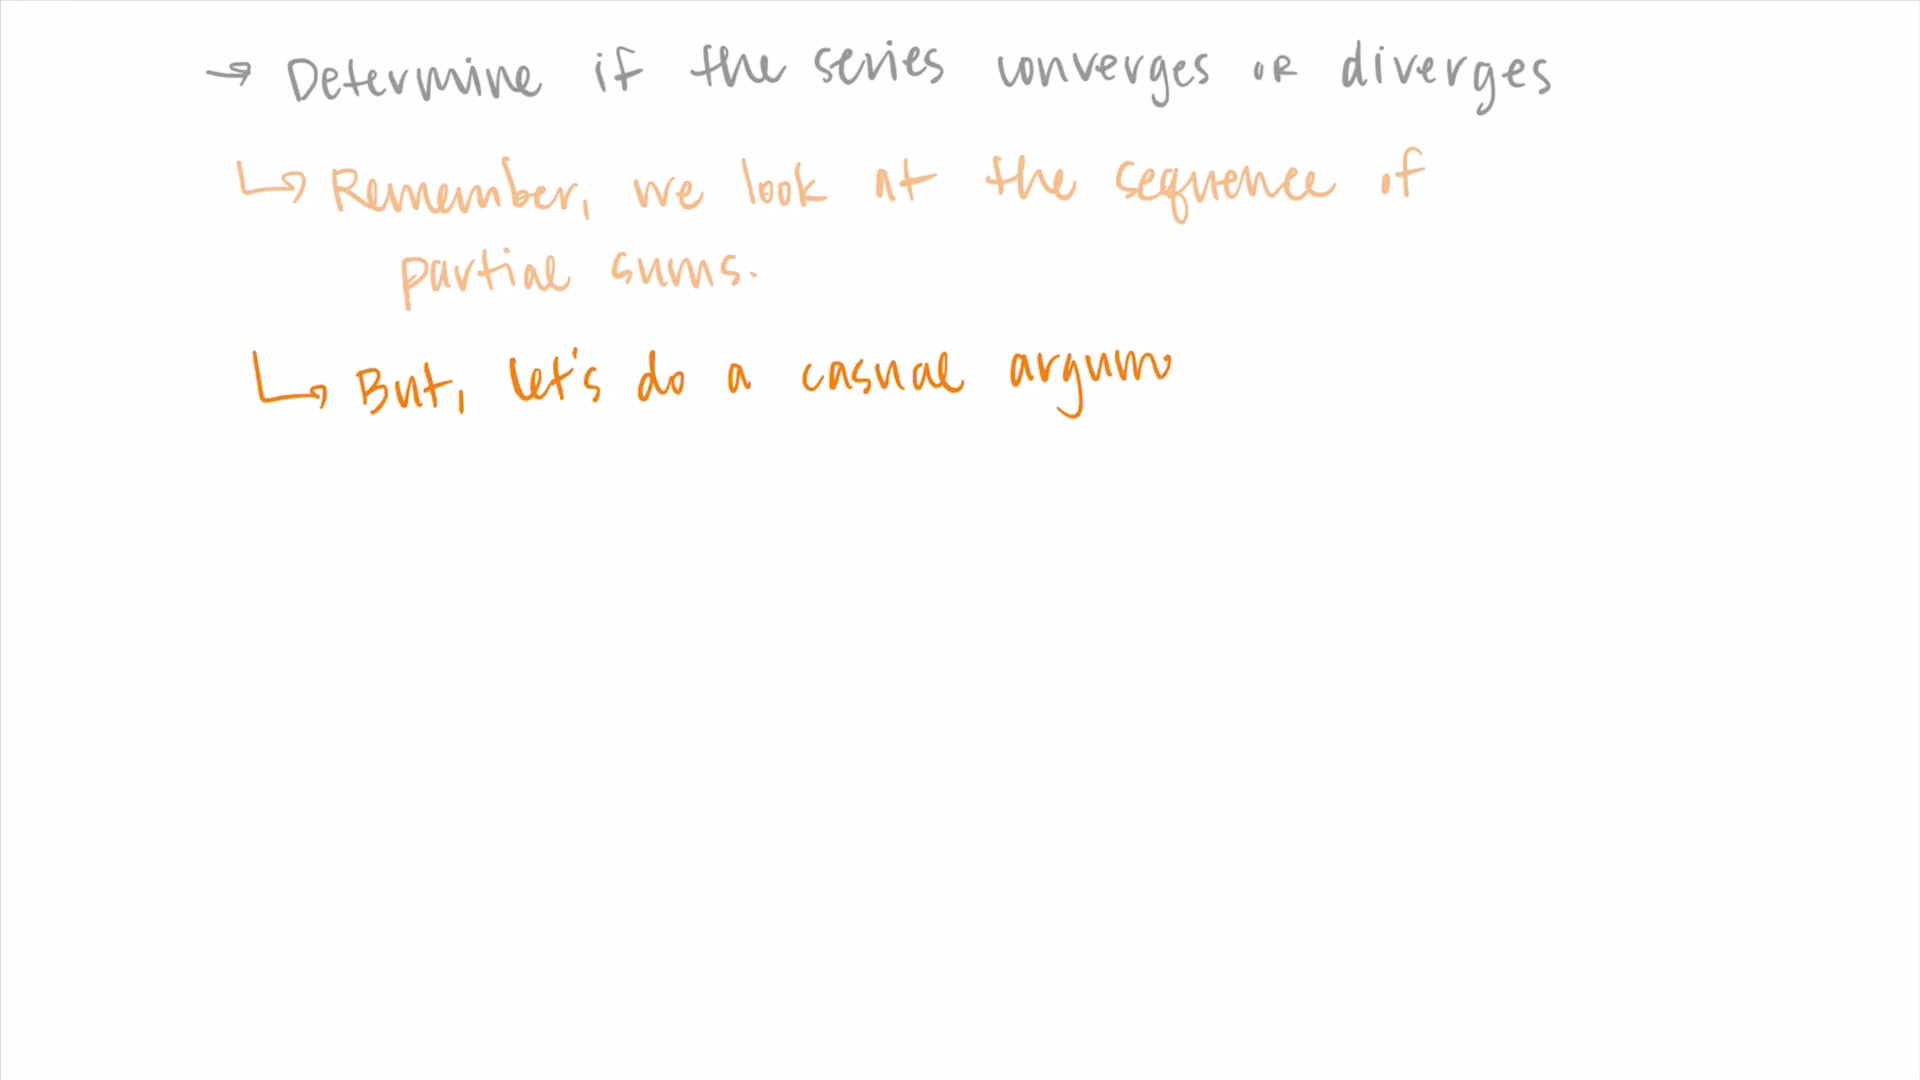 → Determine if the series converges OR diverges
↳ Remember, we look at the sequence of
partial sums.
↳ But, let's do a casual argum